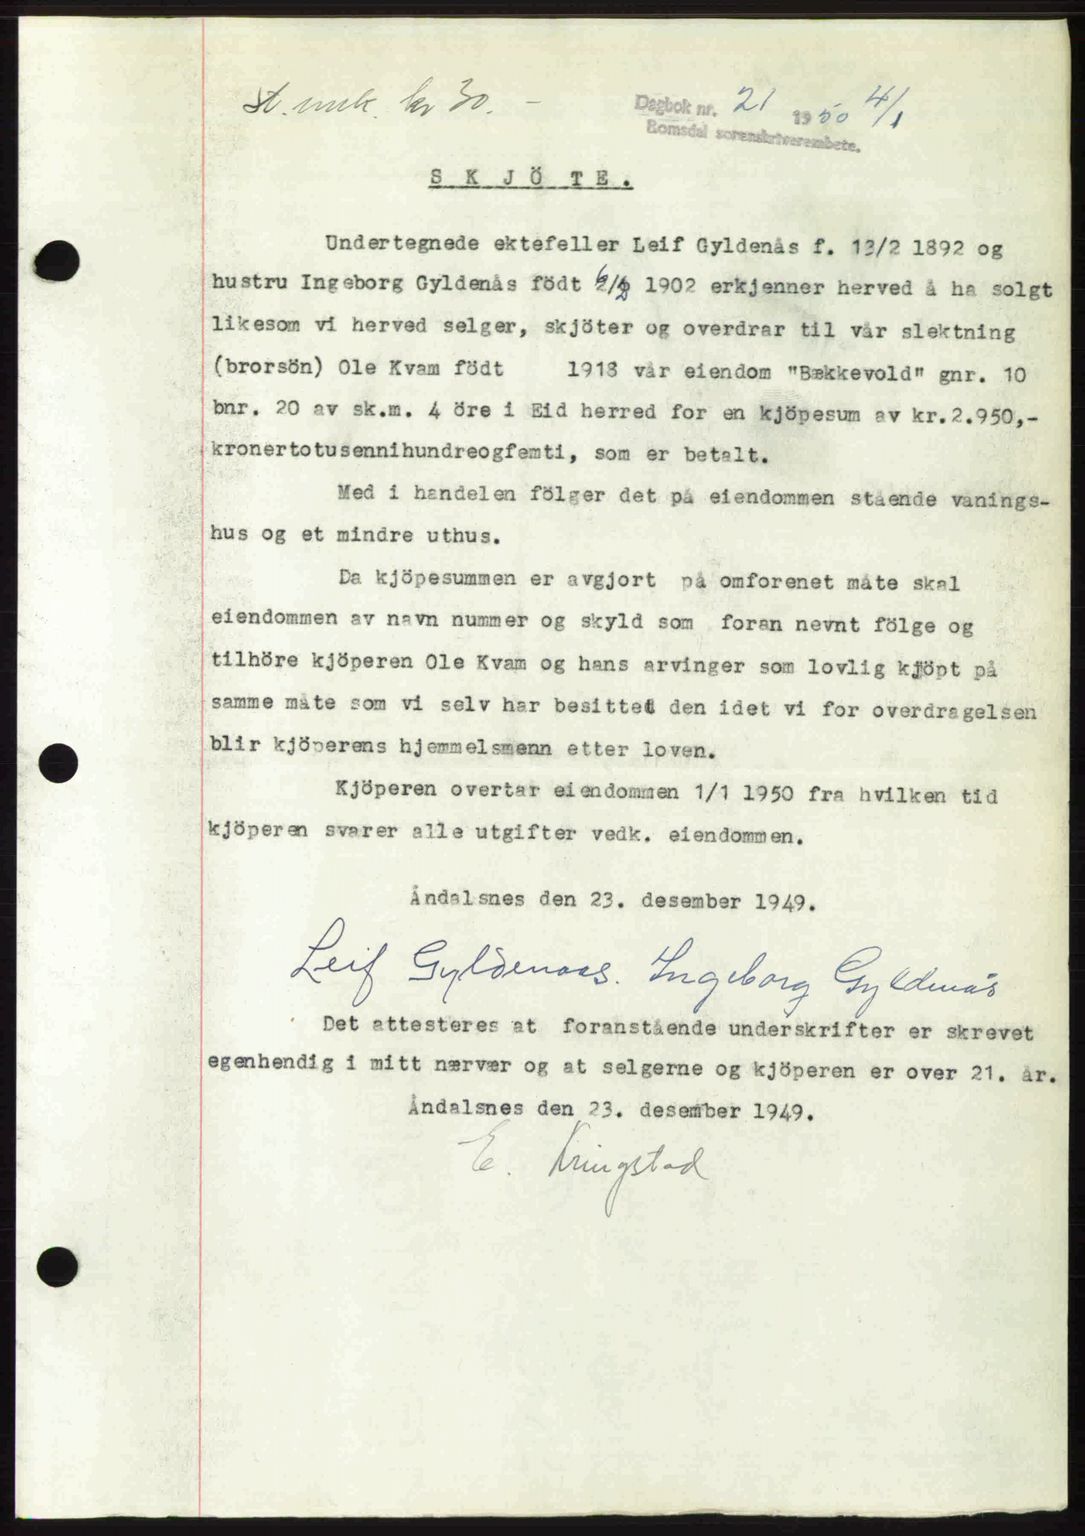 St. mrk. kr 30. -
Dagbok nr. 21 1950 4/1
Romsdal sorenskriverembete.
S K J Ö T E .
Undertegnede ektefeller Leif Gyldenås f. 13/2 1892 og
hustru Ingeborg Gyldenås födt 1902 erkjenner herved å ha solgt
likesom vi herved selger, skjöter og overdrar til vår slektning
(brorsön) Ole Kvam födt 1918 vår eiendom "Bækkevold" gnr. 10
bnr. 20 av sk.m. 4 öre i Eid herred for en kjöpesum av kr.2.950,-
kronertotusennihundreogfemti, som er betalt.
Med i handelen fölger det på eiendommen stående vånings-
hus og et mindre uthus.
Da kjöpesummen er avgjort på omforenet måte skal
eiendommen av navn nummer og skyld som foran nevnt fölge og
tilhöre kjöperen Ole Kvam og hans arvinger som lovlig kjöpt på
samme måte som vi selv har besittet den idet vi for overdragelsen
blir kjöperens hjemmelsmenn etter loven.
Kjöperen overtar eiendommen 1/1 1950 fra hvilken tid
kjöperen svarer alle utgifter vedk. eiendommen.
Åndalsnes den 23. desember 1949.
Leif Gyldenaas. Ingeborg Gyldenås
Det attesteres at foranstående underskrifter er skrevet
egenhendig i mitt nærvær og at selgerne og kjöperen er over 21. år.
Åndalsnes den 23. desember 1949.
E. Kringstad